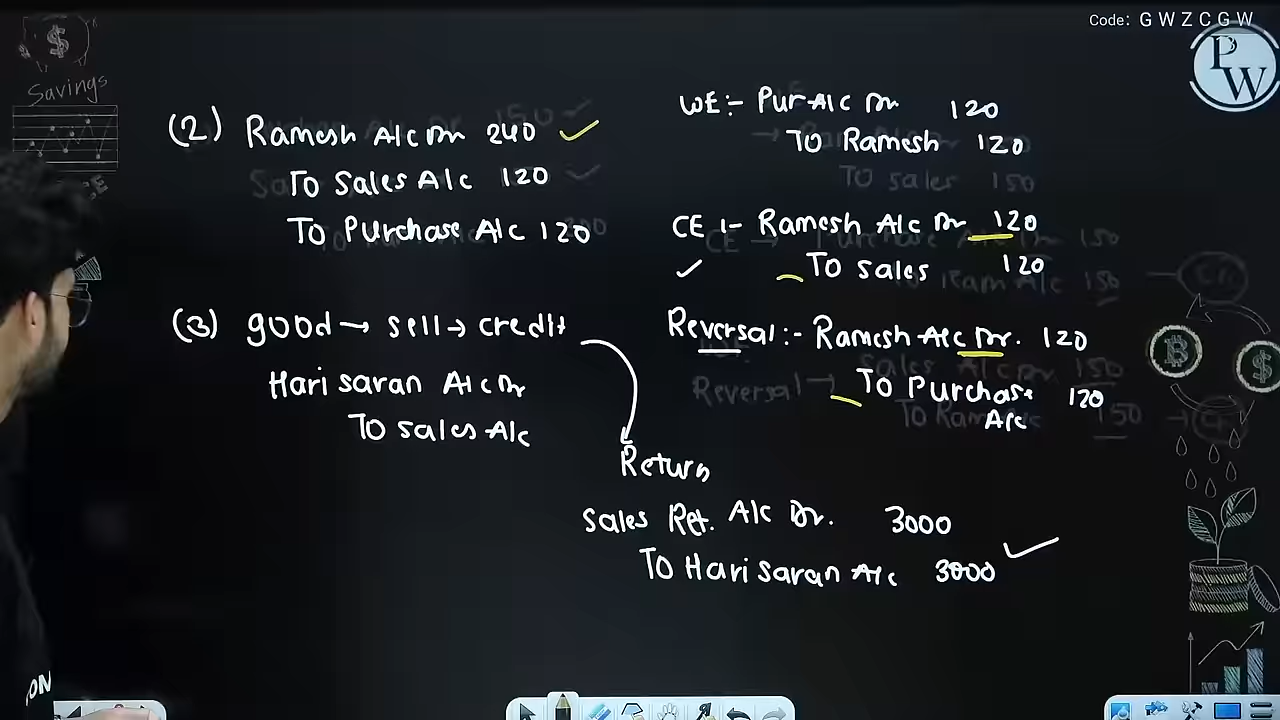 Code: G W Z C G W
PW
Savings
(2) Ramesh A/c Dr 240
To Sales A/c 120
To Purchase A/c 120
WE:- Pur A/c Dr 120
To Ramesh 120
CE :- Ramesh A/c Dr 120
To Sales 120
Reversal:- Ramesh A/c Dr. 120
To Purchase 120
A/c
(3) good → sell → credit
Hari saran A/c Dr
To Sales A/c
Return
Sales Ret. A/c Dr. 3000
To Hari saran A/c 3000